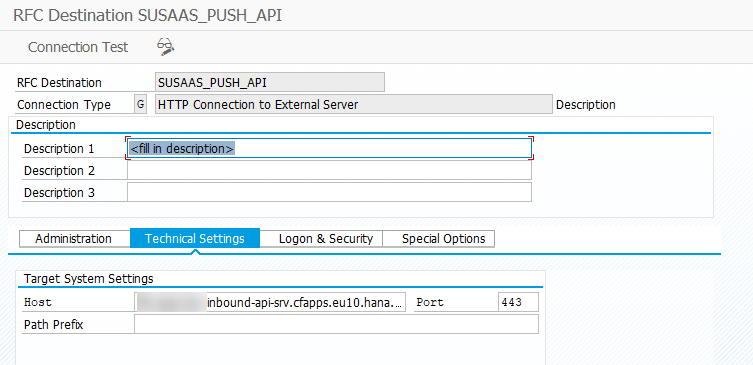 RFC Destination SUSAAS_PUSH_API
Connection Test
RFC Destination SUSAAS_PUSH_API
Connection Type G HTTP Connection to External Server Description
Description
Description 1 <fill in description>
Description 2
Description 3
Administration Technical Settings Logon & Security Special Options
Target System Settings
Host inbound-api-srv.cfapps.eu10.hana.... Port 443
Path Prefix